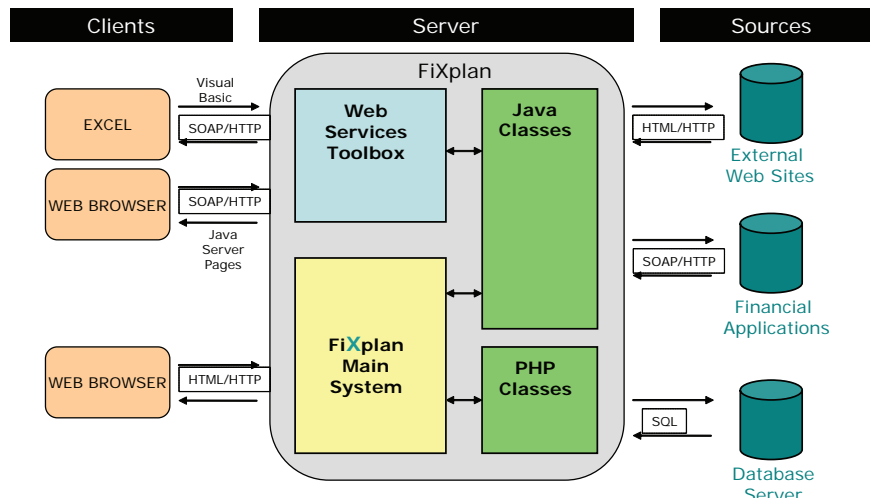 Clients
Server
Sources
FiXplan
Visual
Basic
EXCEL
SOAP/HTTP
WEB BROWSER
SOAP/HTTP
Java
Server
Pages
WEB BROWSER
HTML/HTTP
Web
Services
Toolbox
Java
Classes
FiXplan
Main
System
PHP
Classes
HTML/HTTP
External
Web Sites
SOAP/HTTP
Financial
Applications
SQL
Database
Server